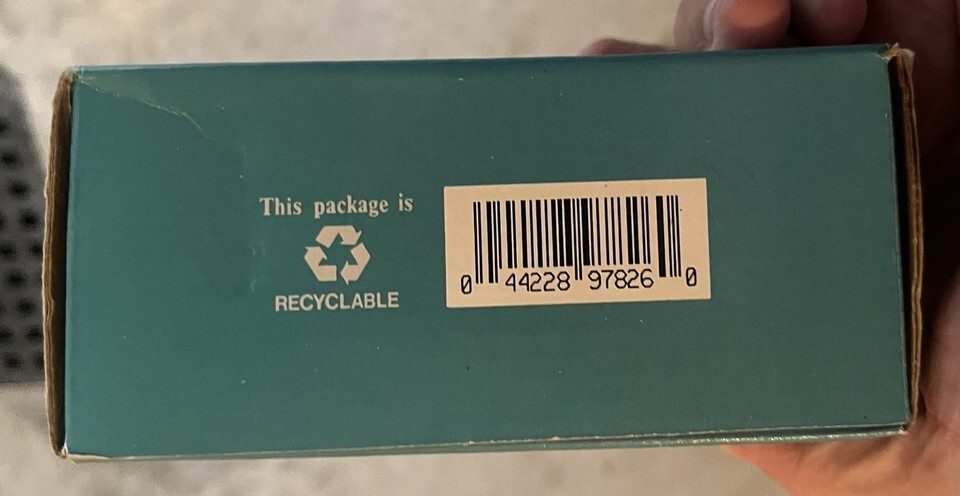 This package is
RECYCLABLE
0 44228 97826 0